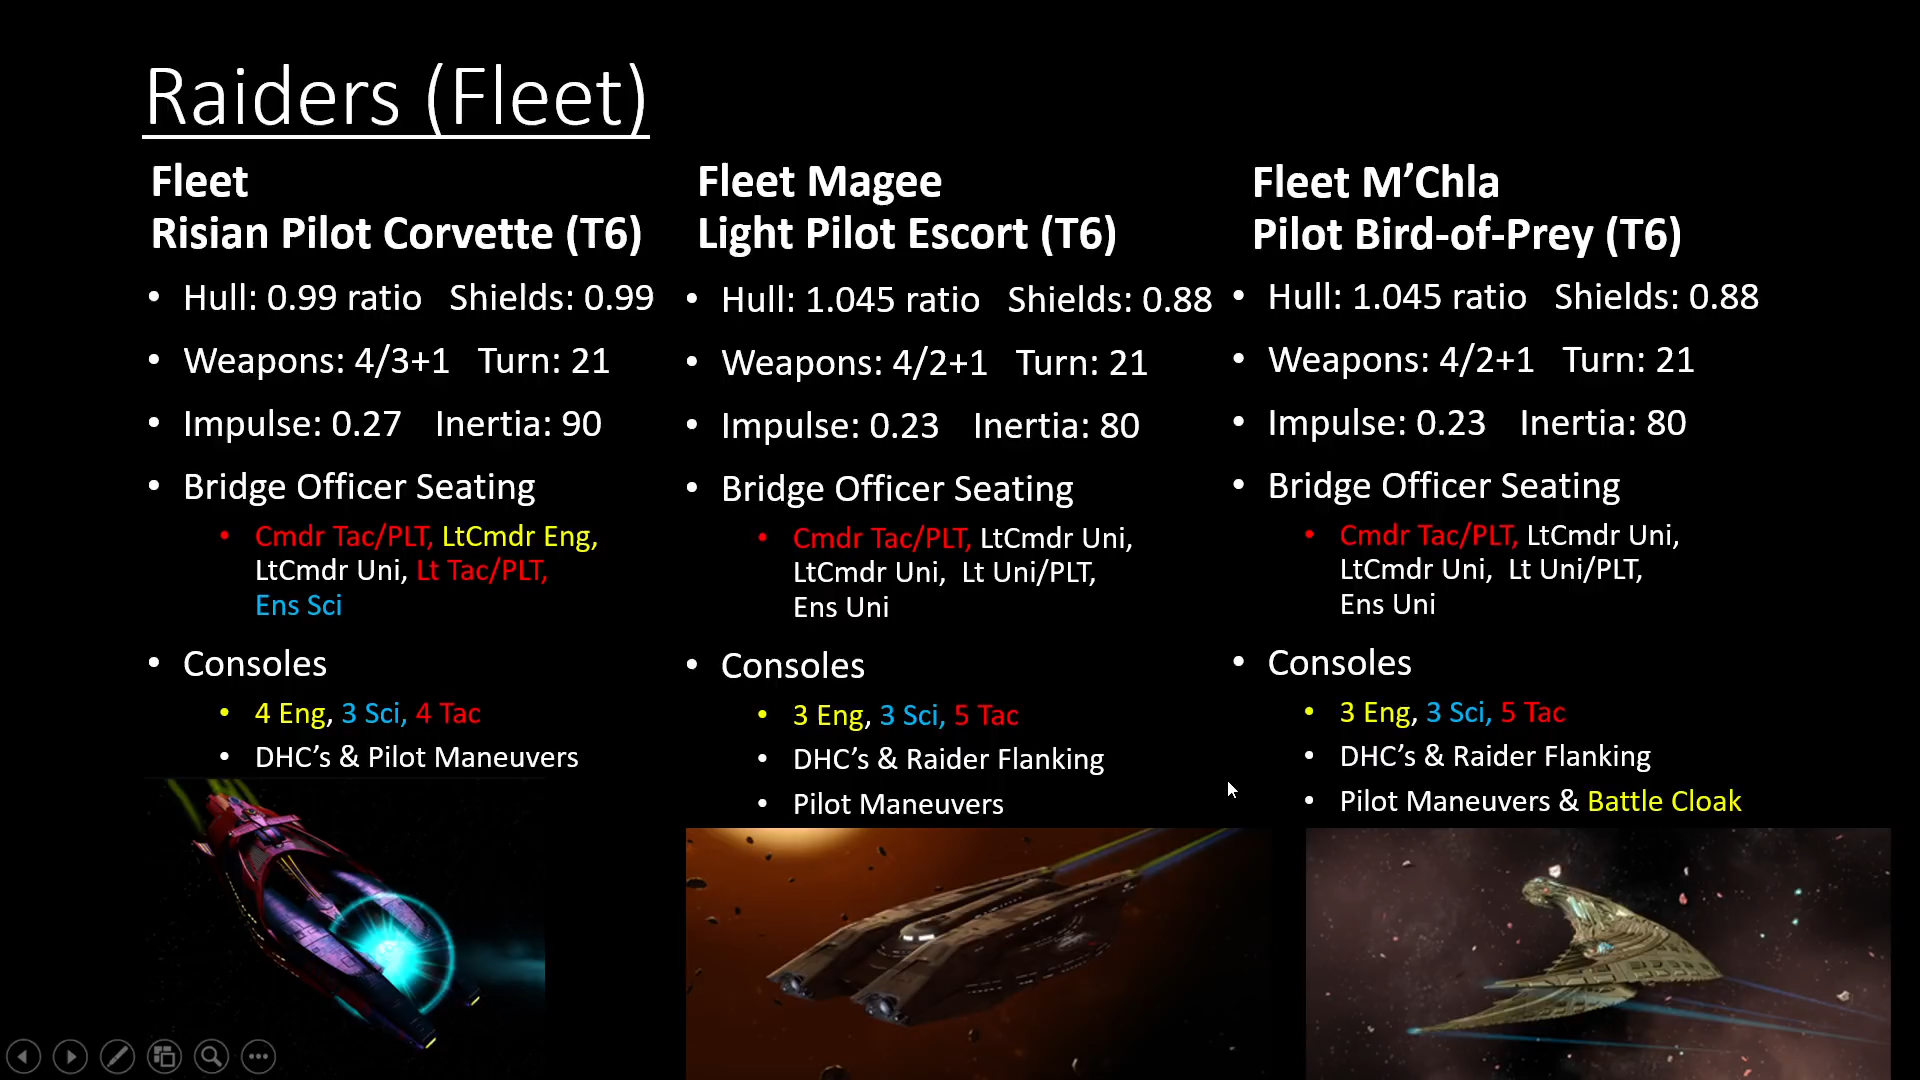 Raiders (Fleet)
Fleet
Risian Pilot Corvette (T6)
• Hull: 0.99 ratio Shields: 0.99
• Weapons: 4/3+1 Turn: 21
• Impulse: 0.27 Inertia: 90
• Bridge Officer Seating
• Cmdr Tac/PLT, LtCmdr Eng,
LtCmdr Uni, Lt Tac/PLT,
Ens Sci
• Consoles
• 4 Eng, 3 Sci, 4 Tac
• DHC's & Pilot Maneuvers
Fleet Magee
Light Pilot Escort (T6)
• Hull: 1.045 ratio Shields: 0.88
• Weapons: 4/2+1 Turn: 21
• Impulse: 0.23 Inertia: 80
• Bridge Officer Seating
• Cmdr Tac/PLT, LtCmdr Uni,
LtCmdr Uni, Lt Uni/PLT,
Ens Uni
• Consoles
• 3 Eng, 3 Sci, 5 Tac
• DHC's & Raider Flanking
• Pilot Maneuvers
Fleet M’Chla
Pilot Bird-of-Prey (T6)
• Hull: 1.045 ratio Shields: 0.88
• Weapons: 4/2+1 Turn: 21
• Impulse: 0.23 Inertia: 80
• Bridge Officer Seating
• Cmdr Tac/PLT, LtCmdr Uni,
LtCmdr Uni, Lt Uni/PLT,
Ens Uni
• Consoles
• 3 Eng, 3 Sci, 5 Tac
• DHC's & Raider Flanking
• Pilot Maneuvers & Battle Cloak